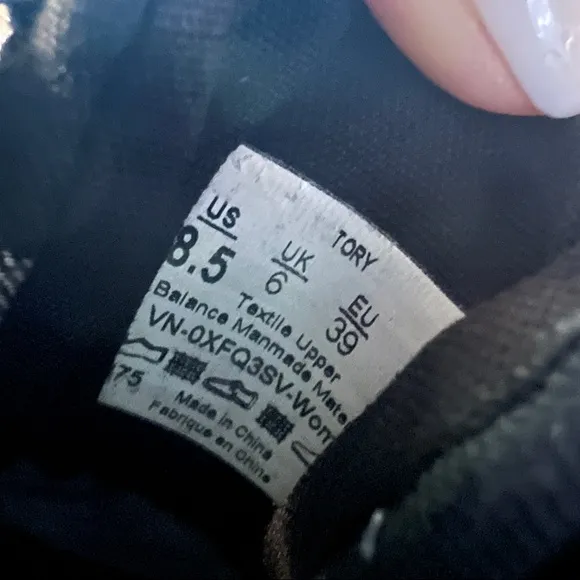 US UK TORY
8.5 6 EU
39
Textile Upper
Balance Manmade Mate
VN-0XFQ3SV-Wom
75
Made in China
Fabrique en Chine